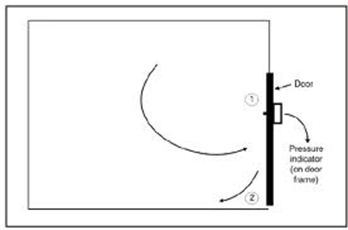 Door
1
Pressure
indicator
(on door
frame)
2